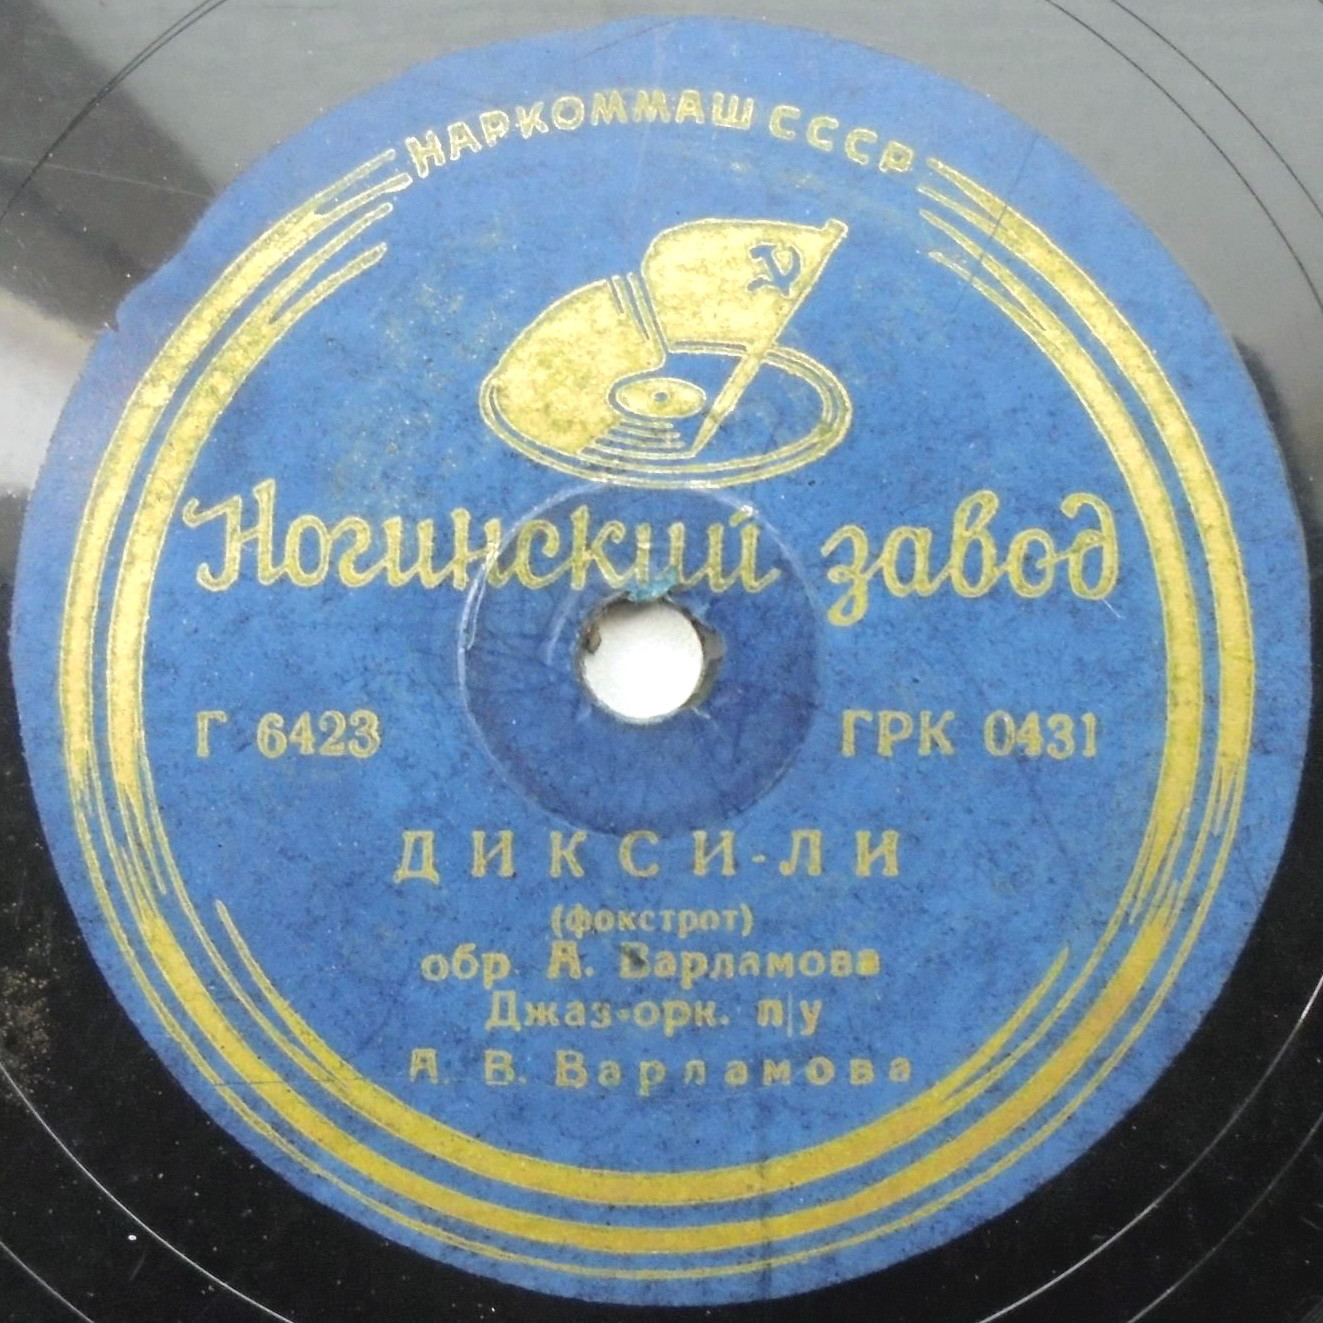 НАРКОММАШ СССР
Ногинский завод
Г 6423 ГРК 0431
ДИКСИ-ЛИ
(фокстрот)
обр. А. Варламова
Джаз-орк. п/у
А. В. Варламова